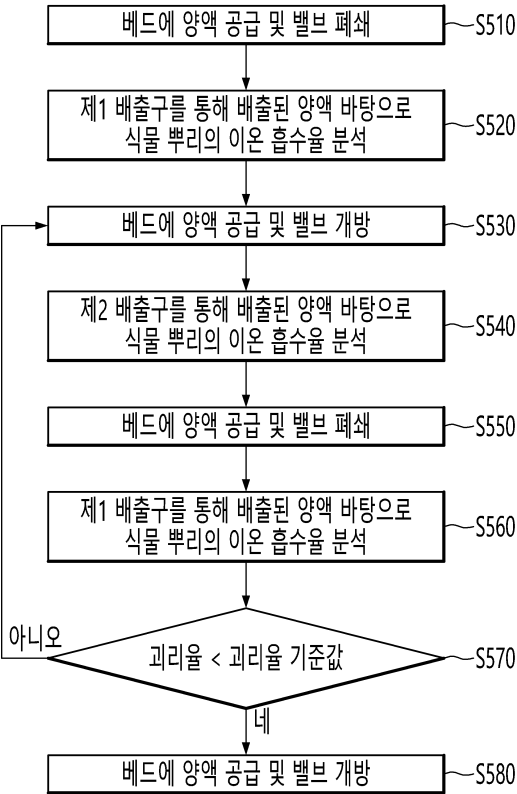 베드에 양액 공급 및 밸브 폐쇄
S510
제1 배출구를 통해 배출된 양액 바탕으로
식물 뿌리의 이온 흡수율 분석
S520
베드에 양액 공급 및 밸브 개방
S530
제2 배출구를 통해 배출된 양액 바탕으로
식물 뿌리의 이온 흡수율 분석
S540
베드에 양액 공급 및 밸브 폐쇄
S550
제1 배출구를 통해 배출된 양액 바탕으로
식물 뿌리의 이온 흡수율 분석
S560
아니오
괴리율 < 괴리율 기준값
S570
네
베드에 양액 공급 및 밸브 개방
S580